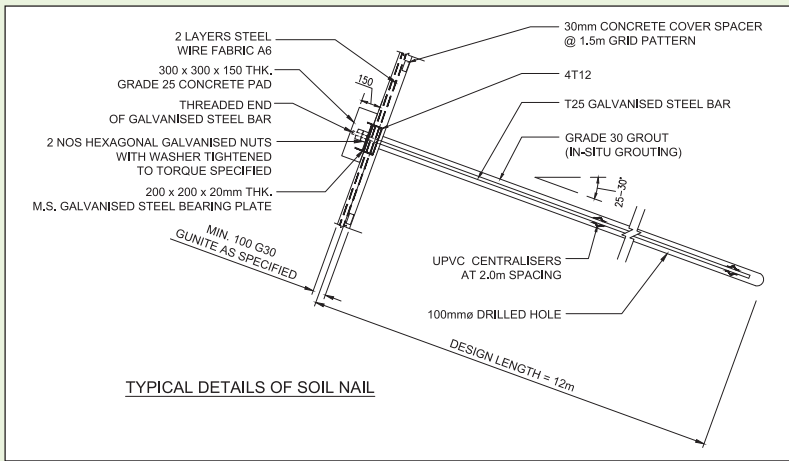 2 LAYERS STEEL
WIRE FABRIC A6
300 x 300 x 150 THK.
GRADE 25 CONCRETE PAD
THREADED END
OF GALVANISED STEEL BAR
2 NOS HEXAGONAL GALVANISED NUTS
WITH WASHER TIGHTENED
TO TORQUE SPECIFIED
200 x 200 x 20mm THK.
M.S. GALVANISED STEEL BEARING PLATE
MIN. 100 G30
GUNITE AS SPECIFIED
150
30mm CONCRETE COVER SPACER
@ 1.5m GRID PATTERN
4T12
T25 GALVANISED STEEL BAR
GRADE 30 GROUT
(IN-SITU GROUTING)
25-30°
UPVC CENTRALISERS
AT 2.0m SPACING
100mmø DRILLED HOLE
DESIGN LENGTH = 12m
TYPICAL DETAILS OF SOIL NAIL